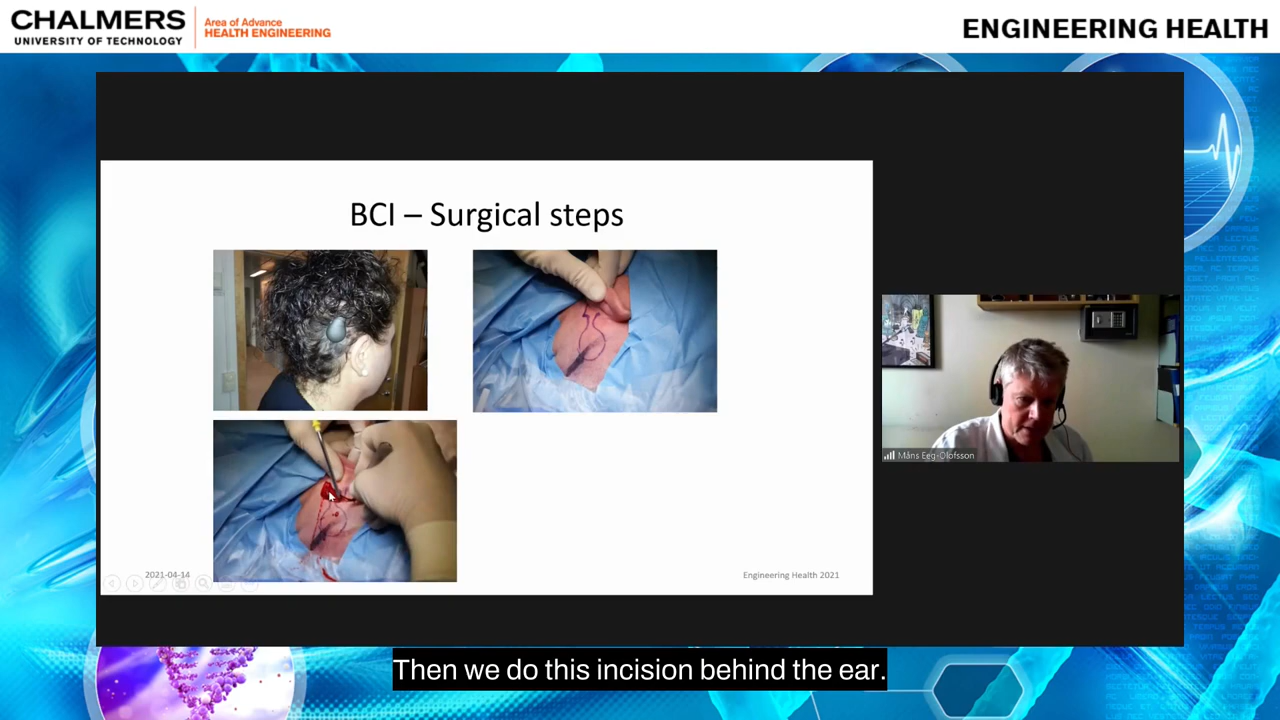 CHALMERS
UNIVERSITY OF TECHNOLOGY
Area of Advance
HEALTH ENGINEERING
ENGINEERING HEALTH
BCI – Surgical steps
Måns Eeg-Olofsson
2021-04-14
Engineering Health 2021
Then we do this incision behind the ear.